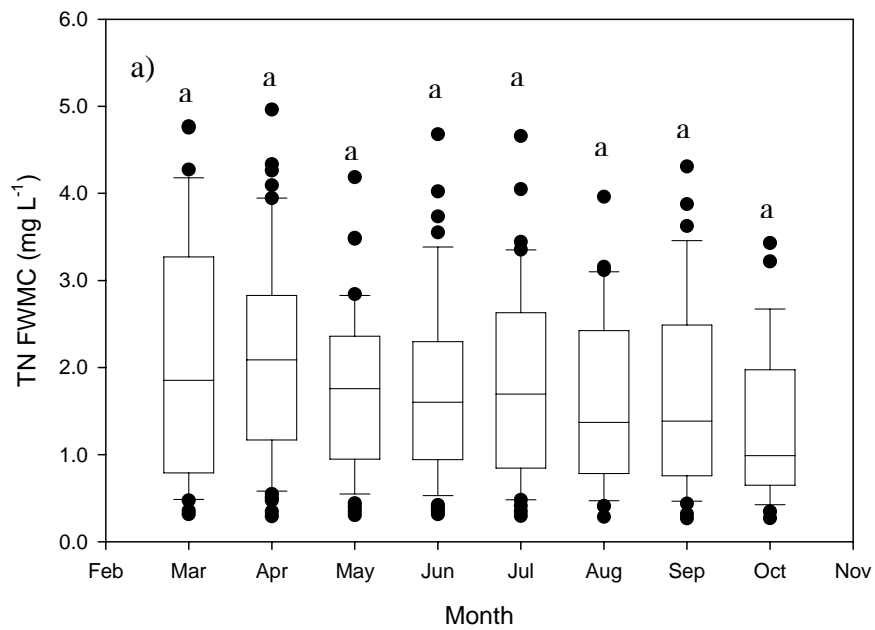 6.0
a)
a
a
a
a
a
a
a
a
5.0
4.0
3.0
2.0
1.0
0.0
TN FWMC (mg L⁻¹)
Feb Mar Apr May Jun Jul Aug Sep Oct Nov
Month